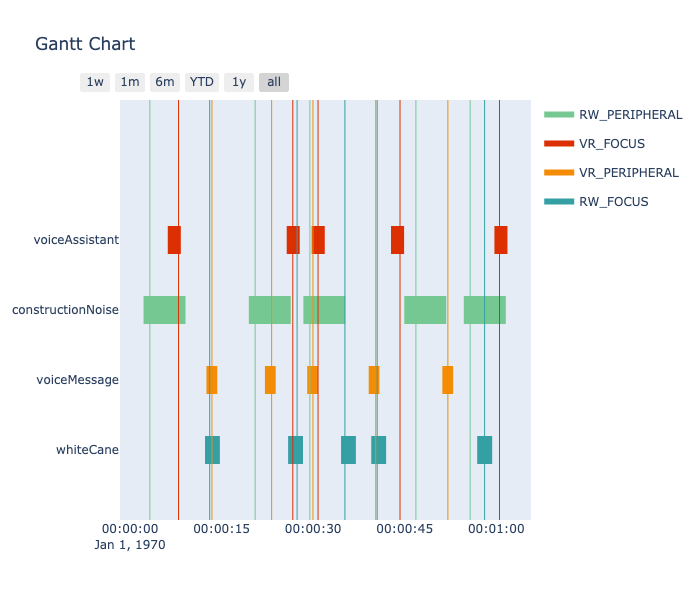 Gantt Chart
1w 1m 6m YTD 1y all
RW_PERIPHERAL
VR_FOCUS
VR_PERIPHERAL
RW_FOCUS
voiceAssistant
constructionNoise
voiceMessage
whiteCane
00:00:00 00:00:15 00:00:30 00:00:45 00:01:00
Jan 1, 1970